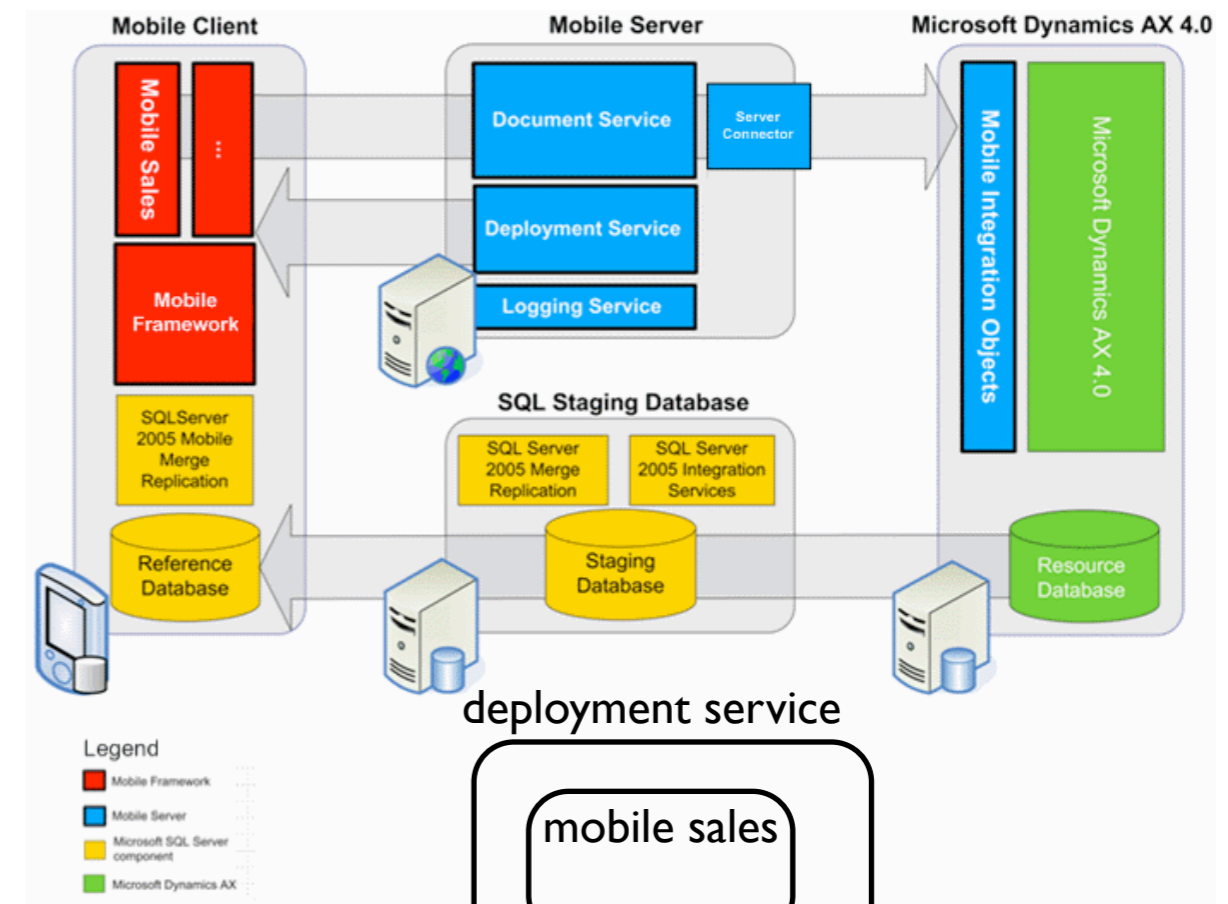 Mobile Client
Mobile Server
Microsoft Dynamics AX 4.0
Mobile Sales
...
Mobile
Framework
SQLServer
2005 Mobile
Merge
Replication
Reference
Database
Document Service
Server
Connector
Deployment Service
Logging Service
SQL Staging Database
SQL Server
2005 Merge
Replication
SQL Server
2005 Integration
Services
Staging
Database
Mobile Integration Objects
Microsoft Dynamics AX 4.0
Resource
Database
deployment service
mobile sales
Legend
Mobile Framework
Mobile Server
Microsoft SQL Server
component
Microsoft Dynamics AX